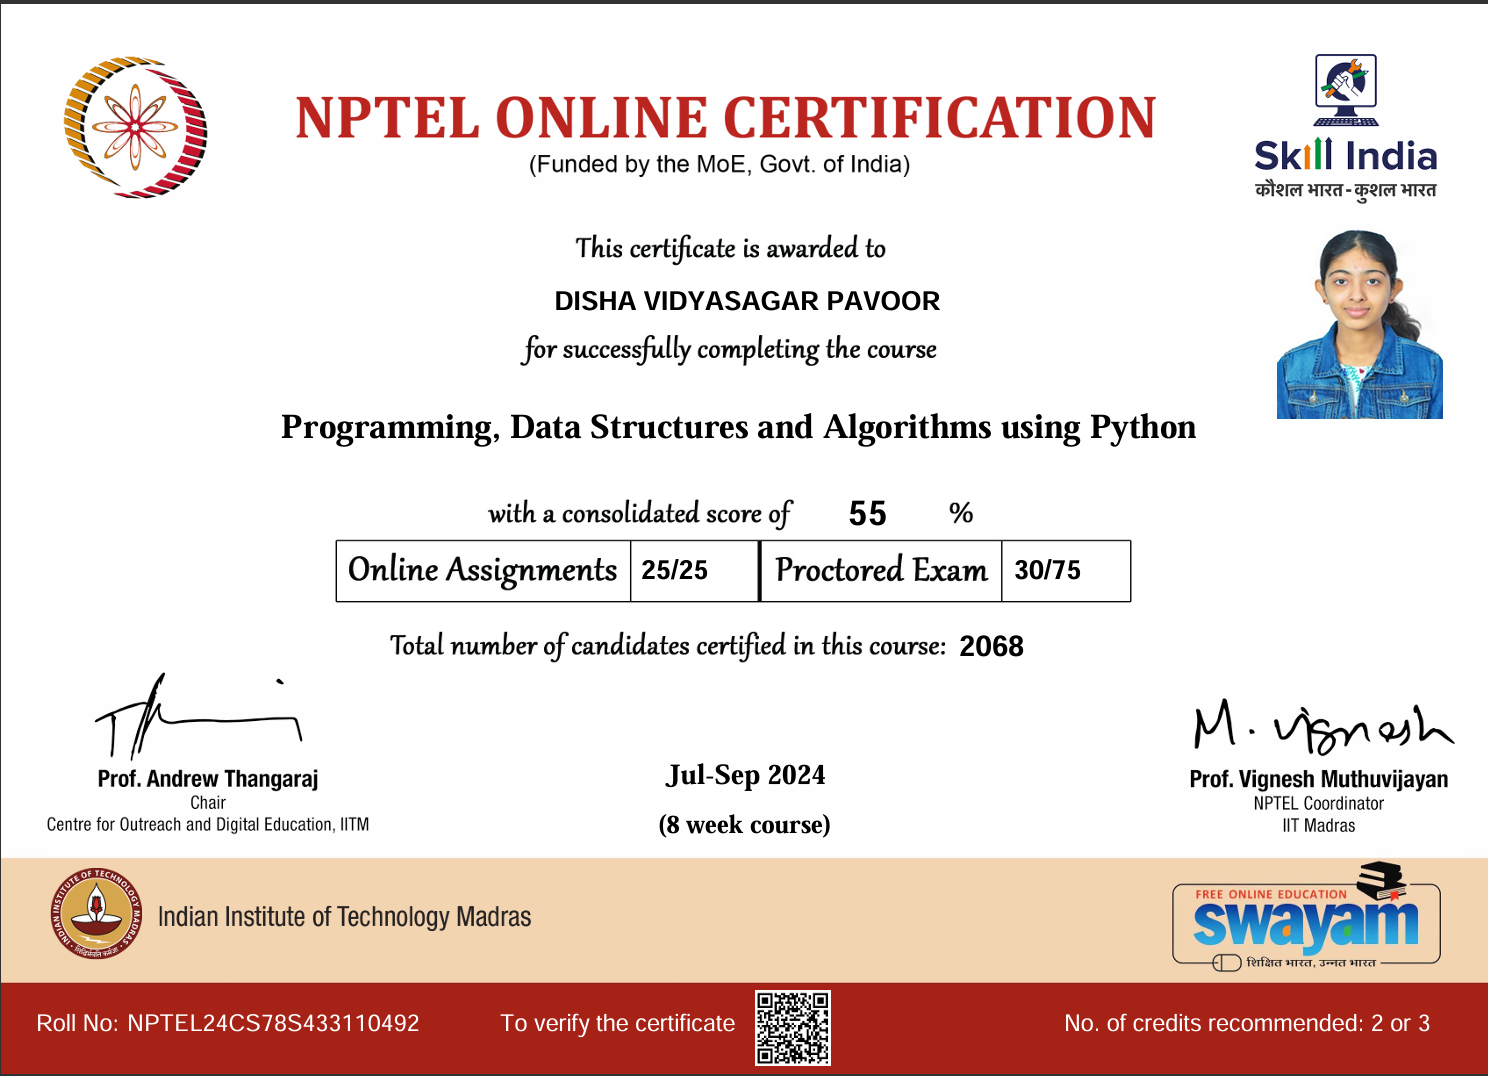 NPTEL ONLINE CERTIFICATION
(Funded by the MoE, Govt. of India)
Skill India
कौशल भारत - कुशल भारत
This certificate is awarded to
DISHA VIDYASAGAR PAVOOR
for successfully completing the course
Programming, Data Structures and Algorithms using Python
with a consolidated score of 55 %
Online Assignments 25/25 Proctored Exam 30/75
Total number of candidates certified in this course: 2068
M. Vignesh
Prof. Andrew Thangaraj
Chair
Centre for Outreach and Digital Education, IITM
Jul-Sep 2024
(8 week course)
Prof. Vignesh Muthuvijayan
NPTEL Coordinator
IIT Madras
INDIAN INSTITUTE OF TECHNOLOGY MADRAS
Indian Institute of Technology Madras
FREE ONLINE EDUCATION
swayam
शिक्षित भारत, उन्नत भारत
Roll No: NPTEL24CS78S433110492
To verify the certificate
No. of credits recommended: 2 or 3